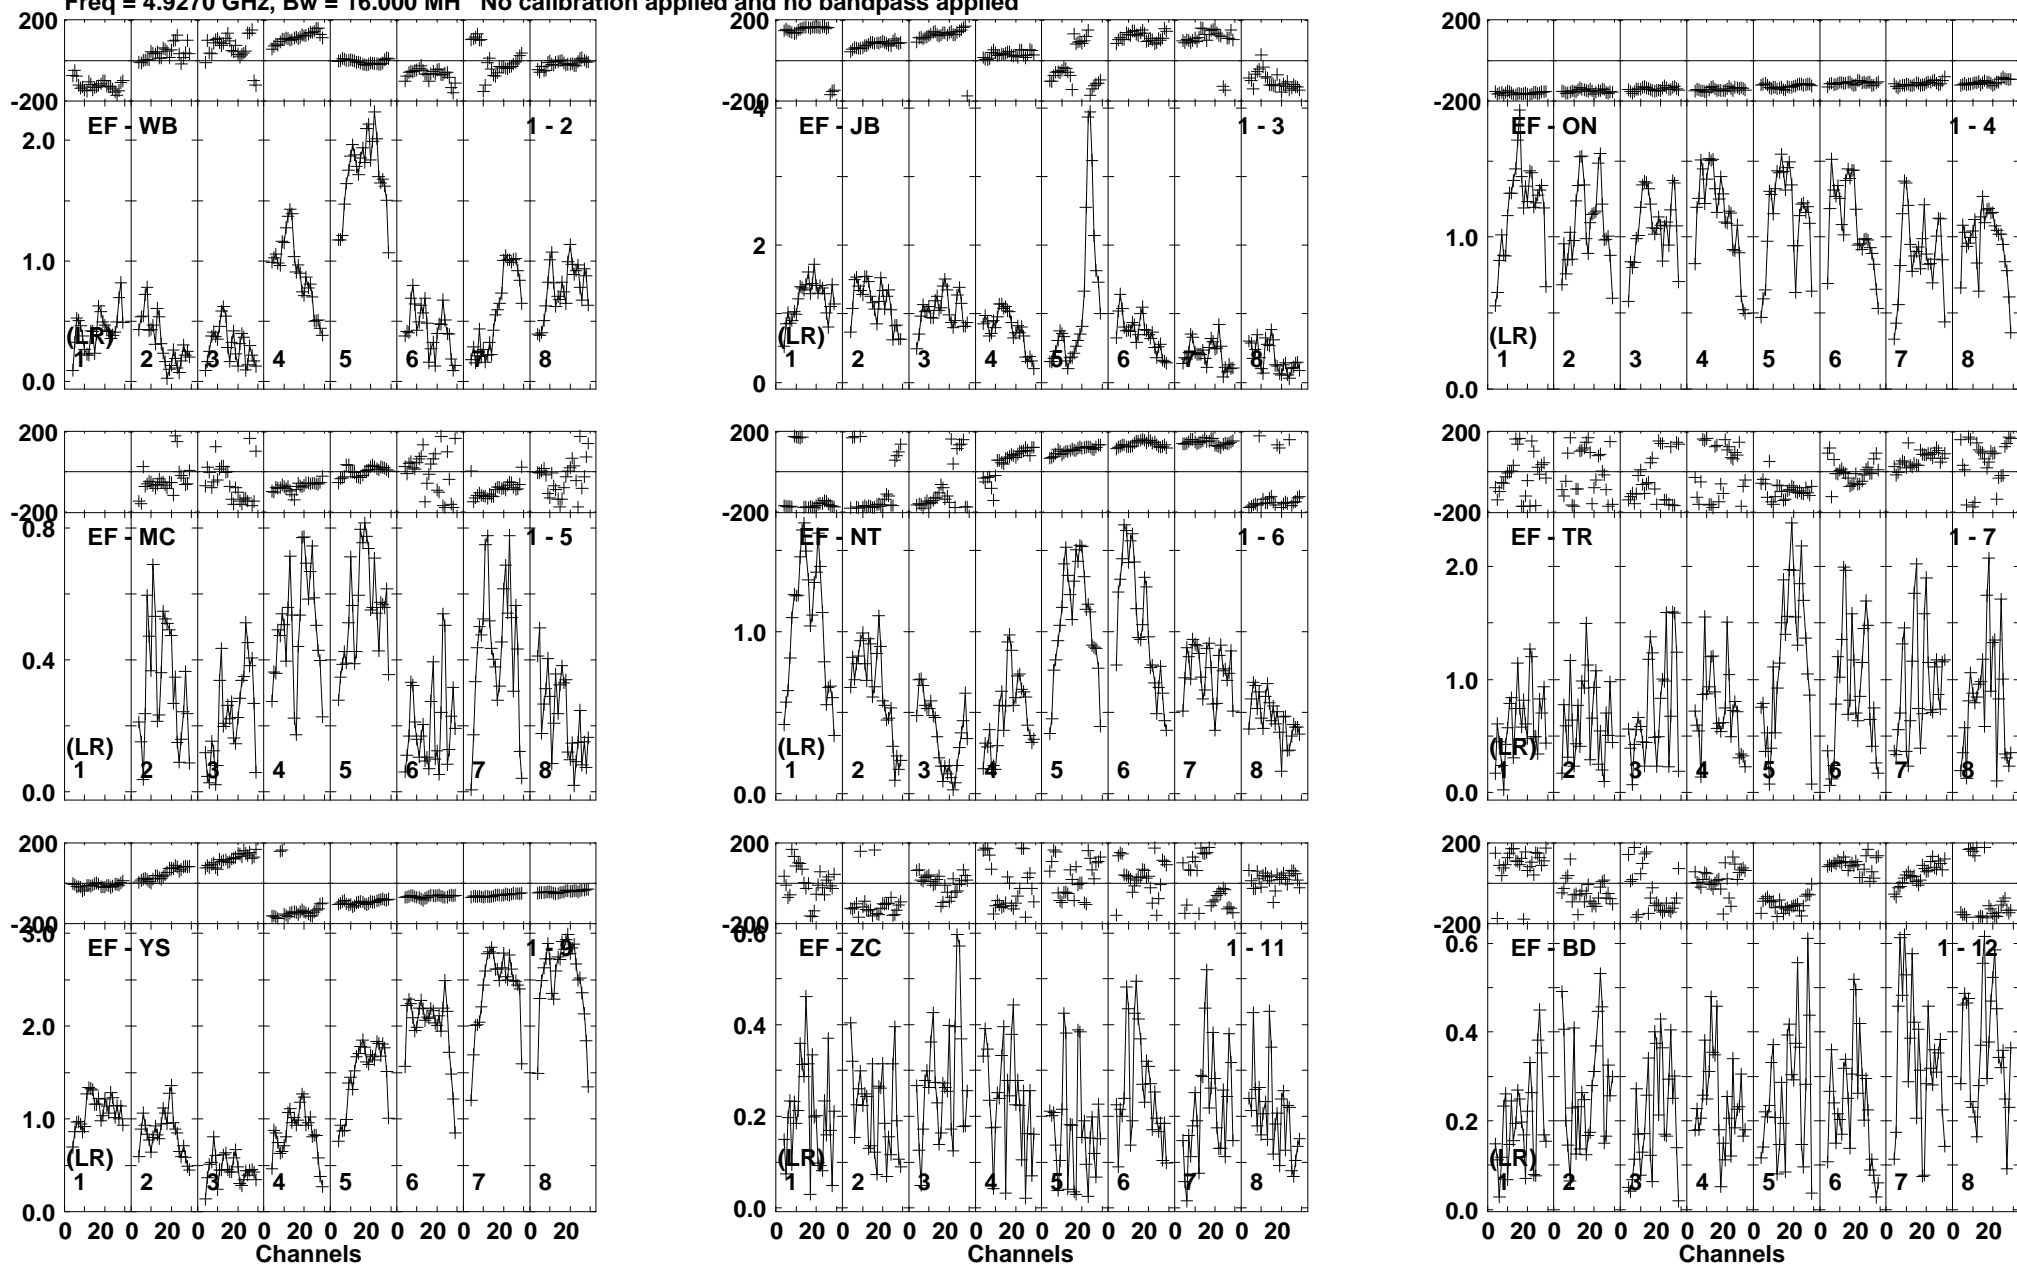 Freq = 4.9270 GHz, Bw = 16.000 MH No calibration applied and no bandpass applied
200 200 200
-200 -200 -200
EF - WB 1 - 2 EF - JB 1 - 3 EF - ON 1 - 4
4
2.0
2
1.0 1.0
(LR) (LR) (LR)
1 2 3 4 5 6 7 8 1 2 3 4 5 6 7 8 1 2 3 4 5 6 7 8
0.0 0 0.0
200 200 200
-200 -200 -200
EF - MC 1 - 5 EF - NT 1 - 6 EF - TR 1 - 7
0.8
2.0
0.4 1.0 1.0
(LR) (LR) (LR)
1 2 3 4 5 6 7 8 1 2 3 4 5 6 7 8 1 2 3 4 5 6 7 8
0.0 0.0 0.0
200 200 200
-200 -200 -200
3.0 0.6 0.6
EF - YS 1 - 9 EF - ZC 1 - 11 EF - BD 1 - 12
2.0 0.4 0.4
1.0 0.2 0.2
(LR) (LR) (LR)
1 2 3 4 5 6 7 8 1 2 3 4 5 6 7 8 1 2 3 4 5 6 7 8
0.0 0.0 0.0
0 20 0 20 0 20 0 20 0 20 0 20 0 20 0 20 0 20 0 20 0 20 0 20 0 20 0 20 0 20 0 20 0 20 0 20 0 20 0 20 0 20 0 20 0 20 0 20
Channels Channels Channels